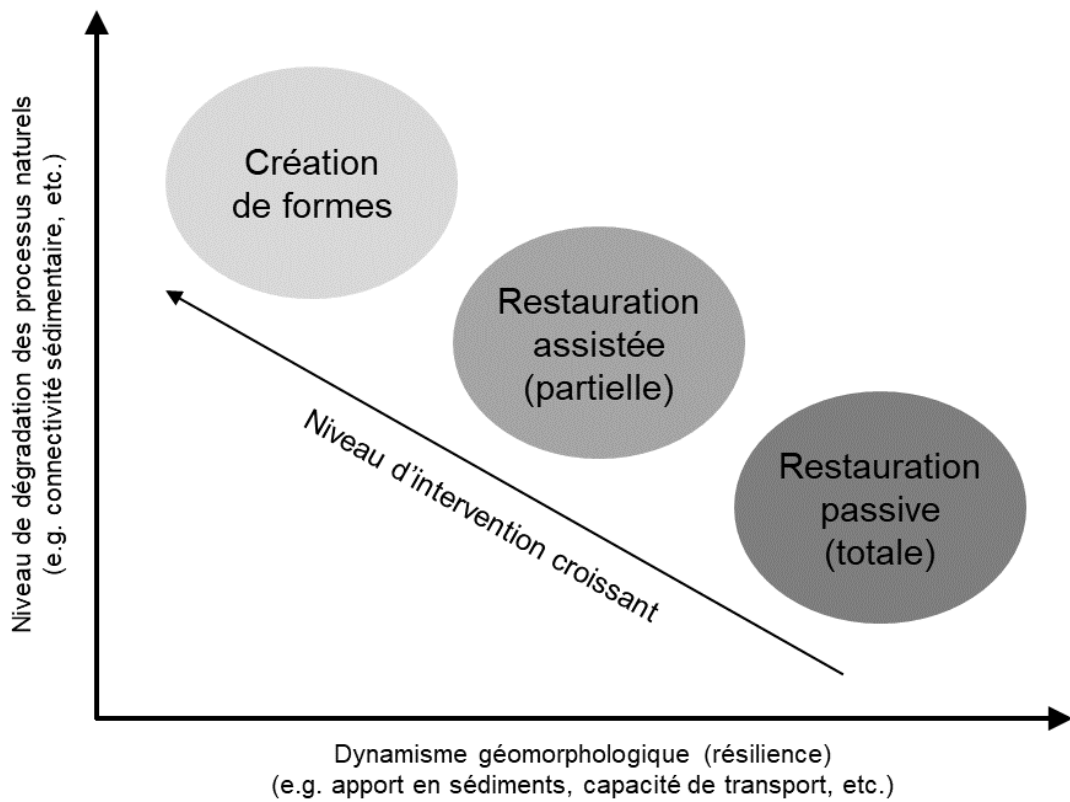 Niveau de dégradation des processus naturels
(e.g. connectivité sédimentaire, etc.)
Création
de formes
Restauration
assistée
(partielle)
Restauration
passive
(totale)
Niveau d'intervention croissant
Dynamisme géomorphologique (résilience)
(e.g. apport en sédiments, capacité de transport, etc.)